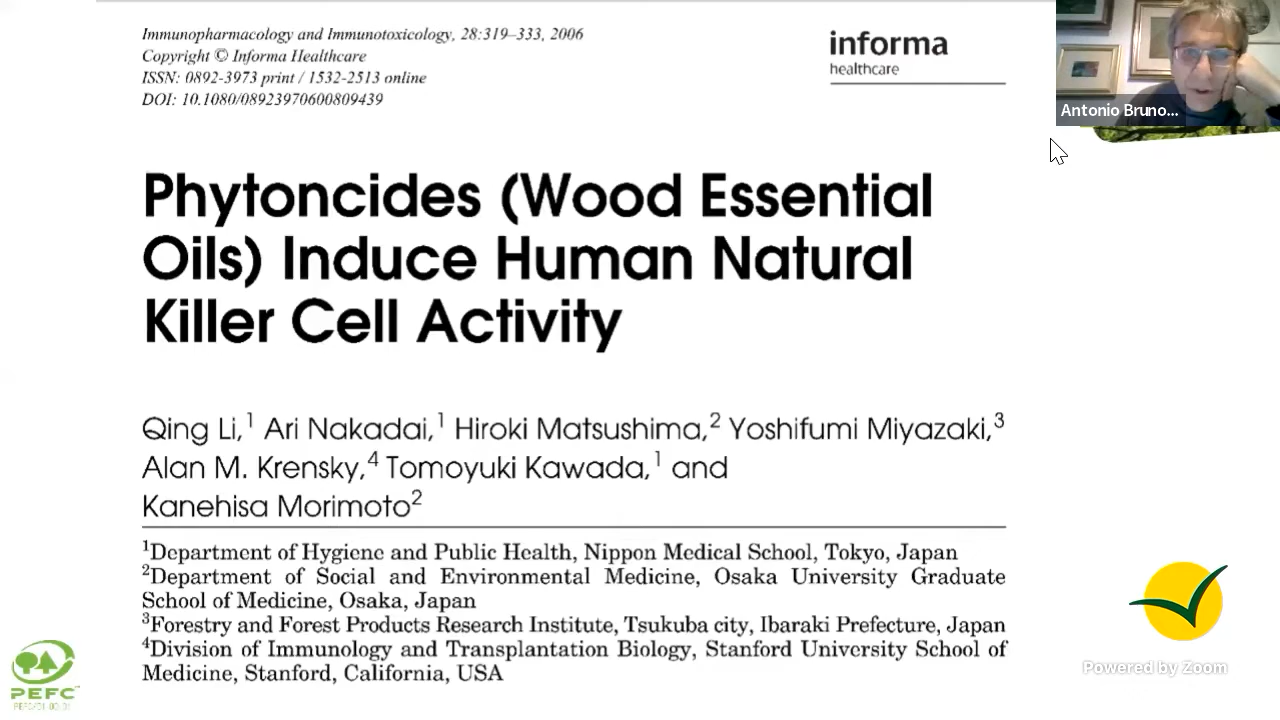 Immunopharmacology and Immunotoxicology, 28:319–333, 2006
Copyright © Informa Healthcare
ISSN: 0892-3973 print / 1532-2513 online
DOI: 10.1080/08923970600809439
informa
healthcare
Antonio Bruno...
Phytoncides (Wood Essential
Oils) Induce Human Natural
Killer Cell Activity
Qing Li,1 Ari Nakadai,1 Hiroki Matsushima,2 Yoshifumi Miyazaki,3
Alan M. Krensky,4 Tomoyuki Kawada,1 and
Kanehisa Morimoto2
1Department of Hygiene and Public Health, Nippon Medical School, Tokyo, Japan
2Department of Social and Environmental Medicine, Osaka University Graduate
School of Medicine, Osaka, Japan
3Forestry and Forest Products Research Institute, Tsukuba city, Ibaraki Prefecture, Japan
4Division of Immunology and Transplantation Biology, Stanford University School of
Medicine, Stanford, California, USA
PEFC
Powered by Zoom